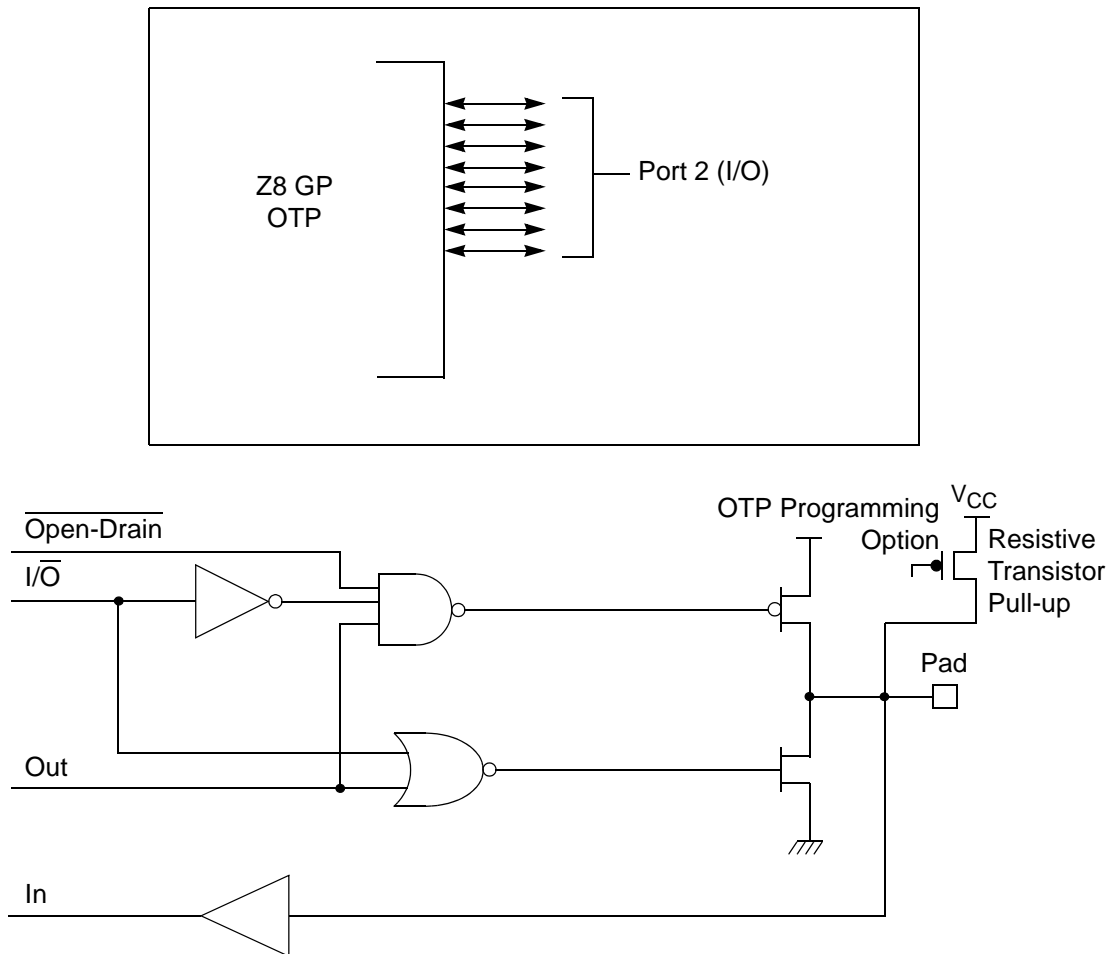 Z8 GP
OTP
Port 2 (I/O)
Open-Drain
I/O
Out
In
OTP Programming
Option
VCC
Resistive
Transistor
Pull-up
Pad